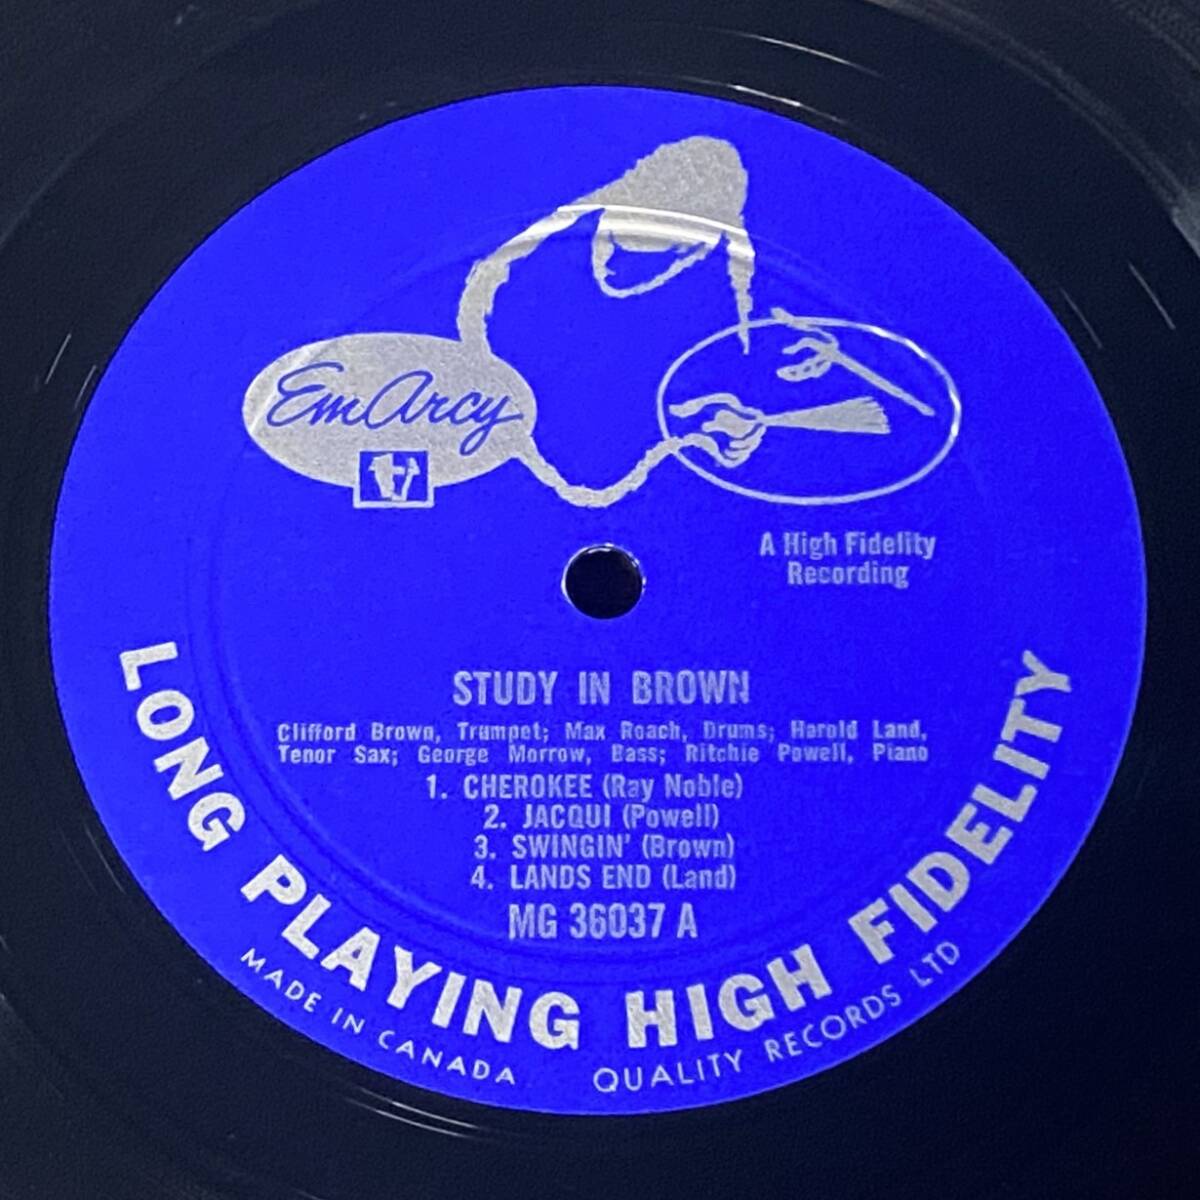 EmArcy
A High Fidelity
Recording
STUDY IN BROWN
Clifford Brown, Trumpet; Max Roach, Drums; Harold Land,
Tenor Sax; George Morrow, Bass; Ritchie Powell, Piano
1. CHEROKEE (Ray Noble)
2. JACQUI (Powell)
3. SWINGIN' (Brown)
4. LANDS END (Land)
MG 36037 A
LONG PLAYING HIGH FIDELITY
MADE IN CANADA QUALITY RECORDS LTD